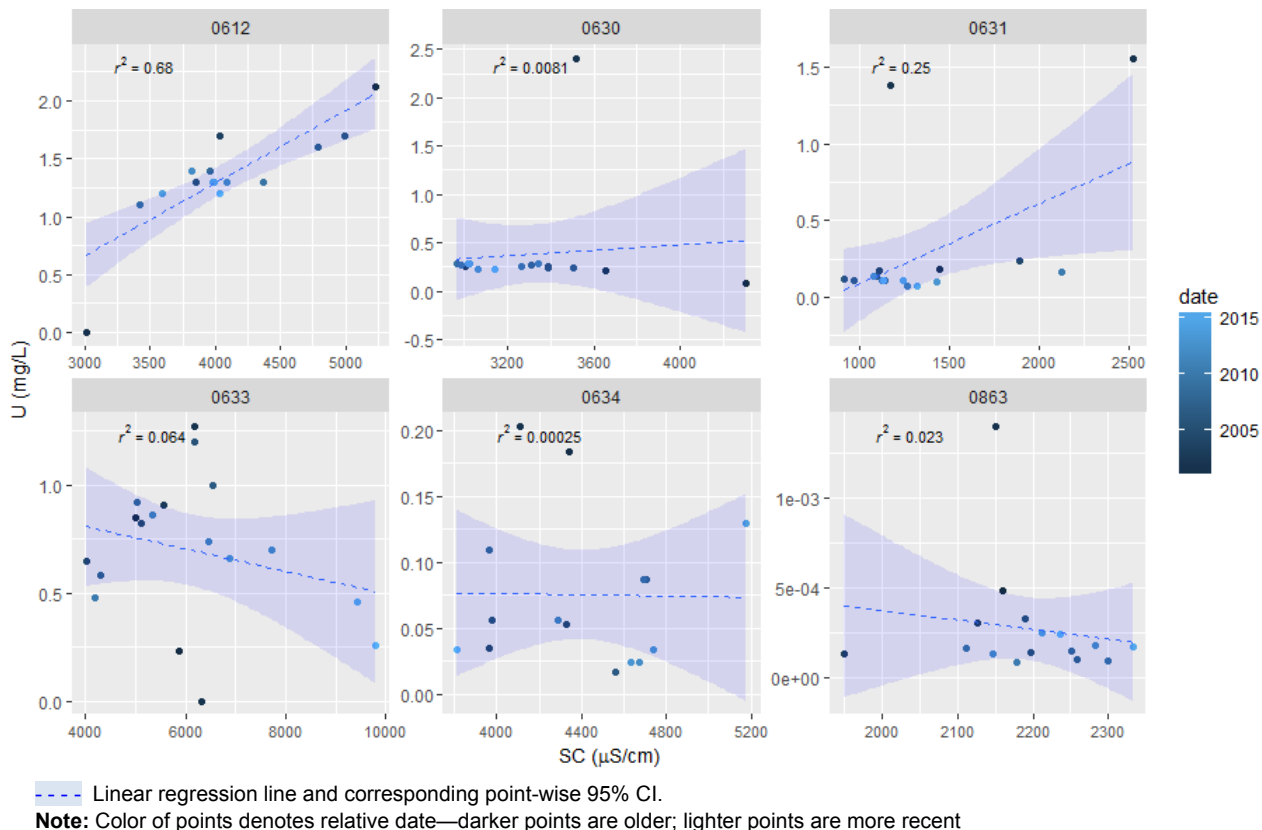 0612 0630 0631
r² = 0.68 r² = 0.0081 r² = 0.25
2.0
1.5
1.0
0.5
0.0
3000 3500 4000 4500 5000
2.5
2.0
1.5
1.0
0.5
0.0
-0.5
3200 3600 4000
1.5
1.0
0.5
0.0
1000 1500 2000 2500
0633 0634 0863
r² = 0.064 r² = 0.00025 r² = 0.023
1.0
0.5
0.0
4000 6000 8000 10000
0.20
0.15
0.10
0.05
0.00
4000 4400 4800 5200
1e-03
5e-04
0e+00
2000 2100 2200 2300
U (mg/L)
SC (μS/cm)
date
2015
2010
2005
Linear regression line and corresponding point-wise 95% CI.
Note: Color of points denotes relative date—darker points are older; lighter points are more recent